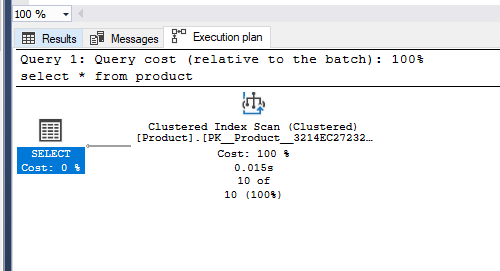 100 %
Results
Messages
Execution plan
Query 1: Query cost (relative to the batch): 100%
select * from product
Clustered Index Scan (Clustered)
[Product].[PK__Product__3214EC27232…
Cost: 100 %
0.015s
10 of
10 (100%)
SELECT
Cost: 0 %